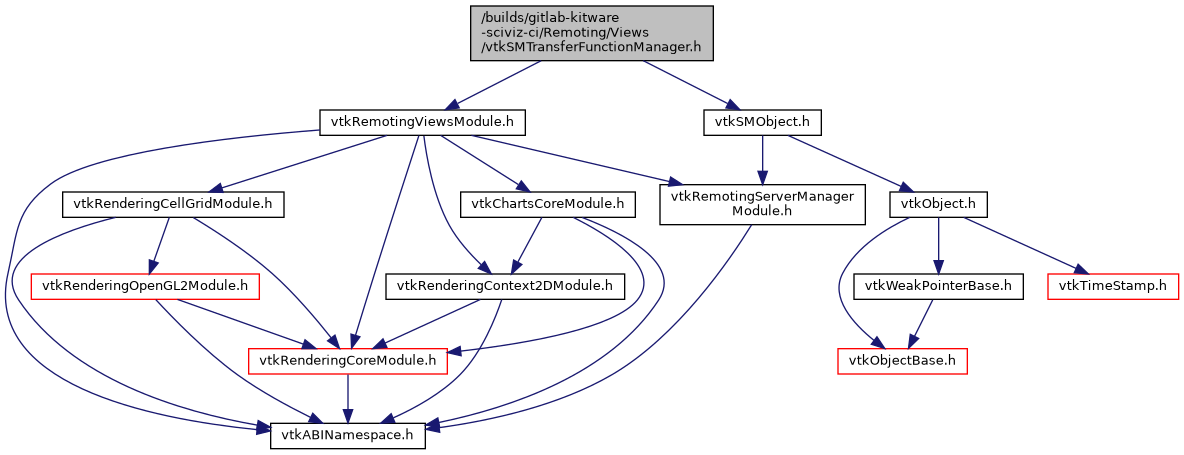 /builds/gitlab-kitware
-sciviz-ci/Remoting/Views
/vtkSMTransferFunctionManager.h
vtkRemotingViewsModule.h
vtkSMObject.h
vtkRenderingCellGridModule.h
vtkChartsCoreModule.h
vtkRemotingServerManager
Module.h
vtkObject.h
vtkRenderingOpenGL2Module.h
vtkRenderingContext2DModule.h
vtkWeakPointerBase.h
vtkTimeStamp.h
vtkRenderingCoreModule.h
vtkObjectBase.h
vtkABINamespace.h